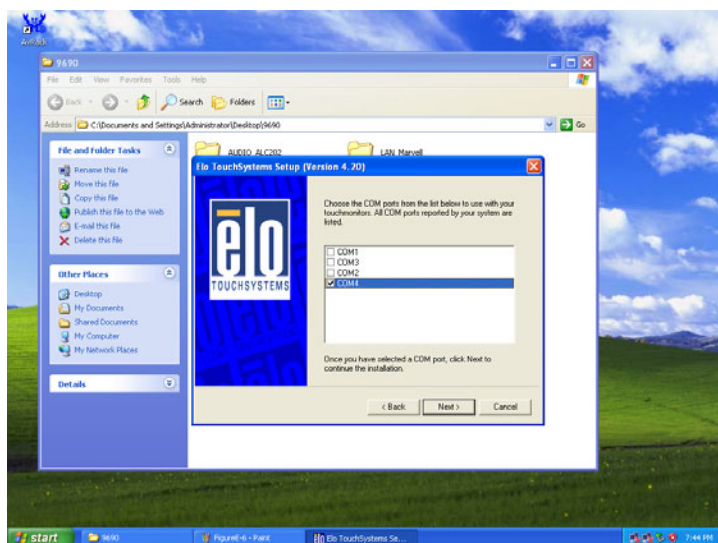 9690
File Edit View Favorites Tools Help
Back Search Folders
Address C:\Documents and Settings\Administrator\Desktop\9690 Go
File and Folder Tasks
Rename this file
Move this file
Copy this file
Publish this file to the Web
E-mail this file
Delete this file
Other Places
Desktop
My Documents
Shared Documents
My Computer
My Network Places
Details
AUDIO_ALC202 LAN_Marvell
Elo TouchSystems Setup (Version 4.20)
elo
TOUCHSYSTEMS
Choose the COM ports from the list below to use with your
touchmonitors. All COM ports reported by your system are
listed.
COM1
COM3
COM2
COM4
Once you have selected a COM port, click Next to
continue the installation.
< Back Next > Cancel
start 9690 FigureE-6 - Paint Elo TouchSystems Se... 7:44 PM